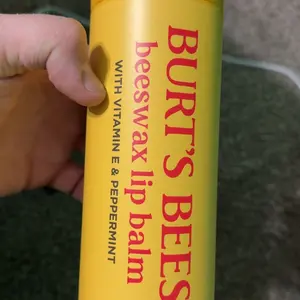 BURT'S BEES
beeswax lip balm
WITH VITAMIN E & PEPPERMINT